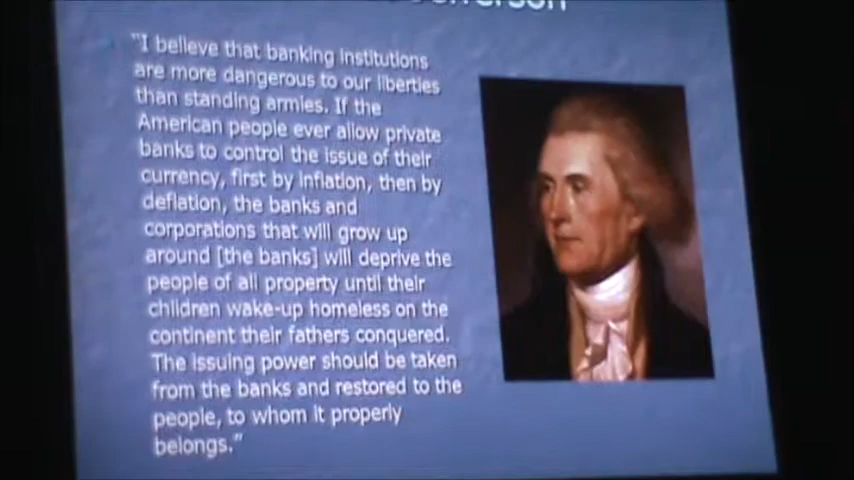 "I believe that banking institutions
are more dangerous to our liberties
than standing armies. If the
American people ever allow private
banks to control the issue of their
currency, first by inflation, then by
deflation, the banks and
corporations that will grow up
around [the banks] will deprive the
people of all property until their
children wake-up homeless on the
continent their fathers conquered.
The issuing power should be taken
from the banks and restored to the
people, to whom it properly
belongs."